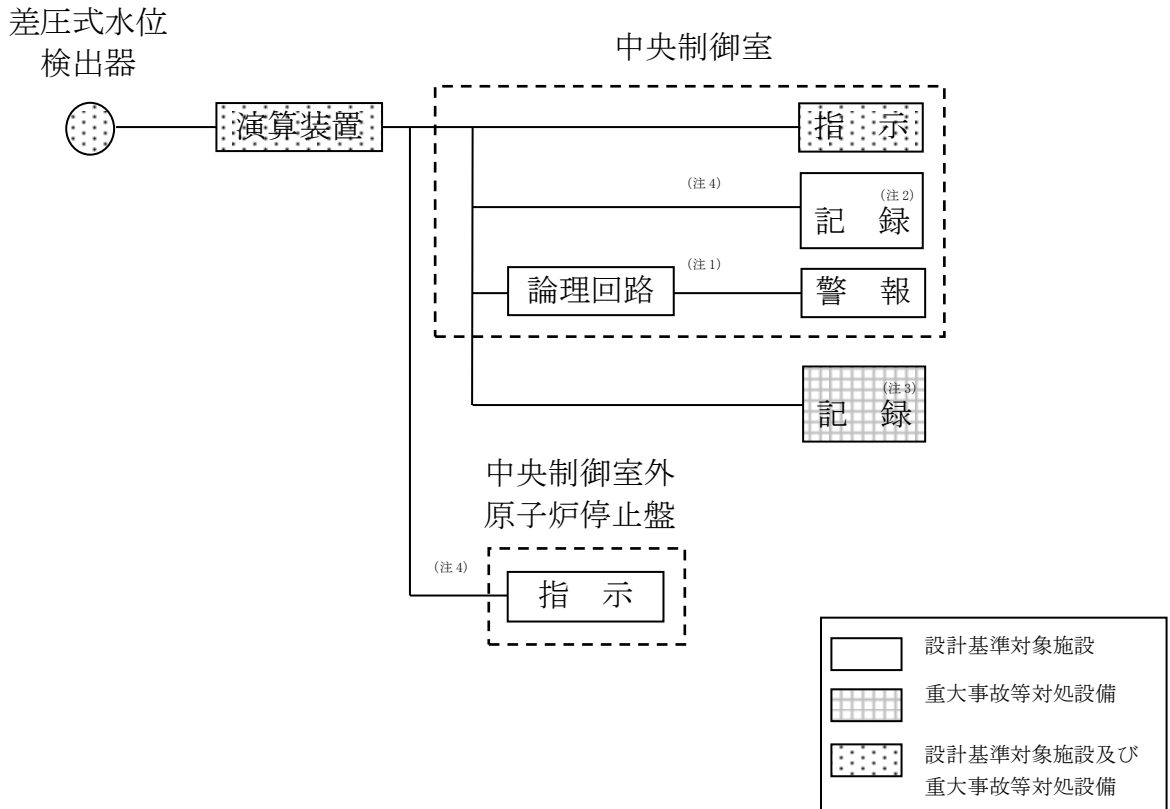 差圧式水位
検出器
中央制御室
演算装置
指 示
(注4)
(注2)
記 録
論理回路
(注1)
警 報
(注3)
記 録
中央制御室外
原子炉停止盤
(注4)
指 示
設計基準対象施設
重大事故等対処設備
設計基準対象施設及び
重大事故等対処設備